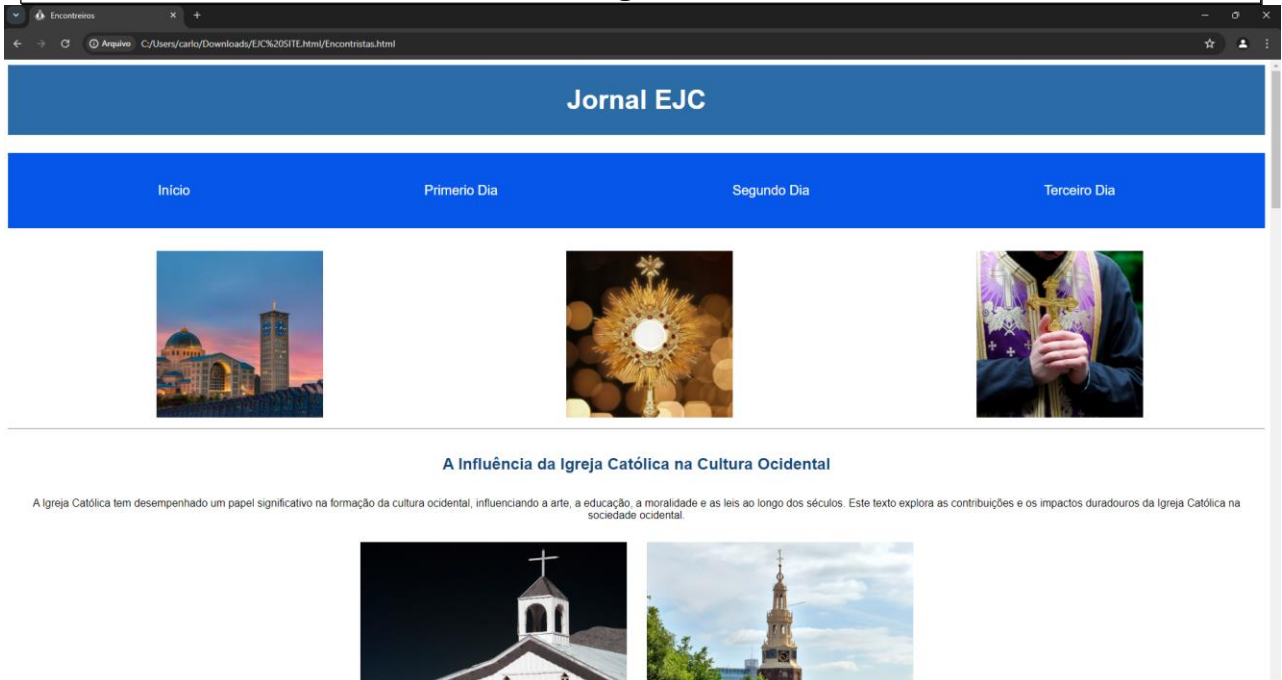 Encontreiros
Arquivo C:/Users/carlo/Downloads/EJC%20SITE.html/Encontristas.html
Jornal EJC
Início Primerio Dia Segundo Dia Terceiro Dia
A Influência da Igreja Católica na Cultura Ocidental
A Igreja Católica tem desempenhado um papel significativo na formação da cultura ocidental, influenciando a arte, a educação, a moralidade e as leis ao longo dos séculos. Este texto explora as contribuições e os impactos duradouros da Igreja Católica na
sociedade ocidental.